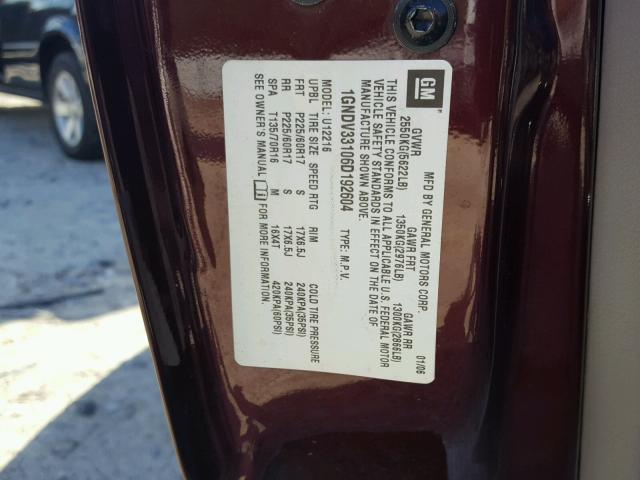 GM
MFD BY GENERAL MOTORS CORP. 01/06
GVWR GAWR FRT GAWR RR
2550KG(5622LB) 1350KG(2976LB) 1300KG(2866LB)
THIS VEHICLE CONFORMS TO ALL APPLICABLE U.S. FEDERAL MOTOR
VEHICLE SAFETY STANDARDS IN EFFECT ON THE DATE OF
MANUFACTURE SHOWN ABOVE.
1GNDV33106D192604 TYPE: M.P.V.
MODEL: U12216
UPBL TIRE SIZE SPEED RTG RIM COLD TIRE PRESSURE
FRT P225/60R17 S 17X6.5J 240KPA(35PSI)
RR P225/60R17 S 17X6.5J 240KPA(35PSI)
SPA T135/70R16 M 16X4T 420KPA(60PSI)
SEE OWNER'S MANUAL FOR MORE INFORMATION.